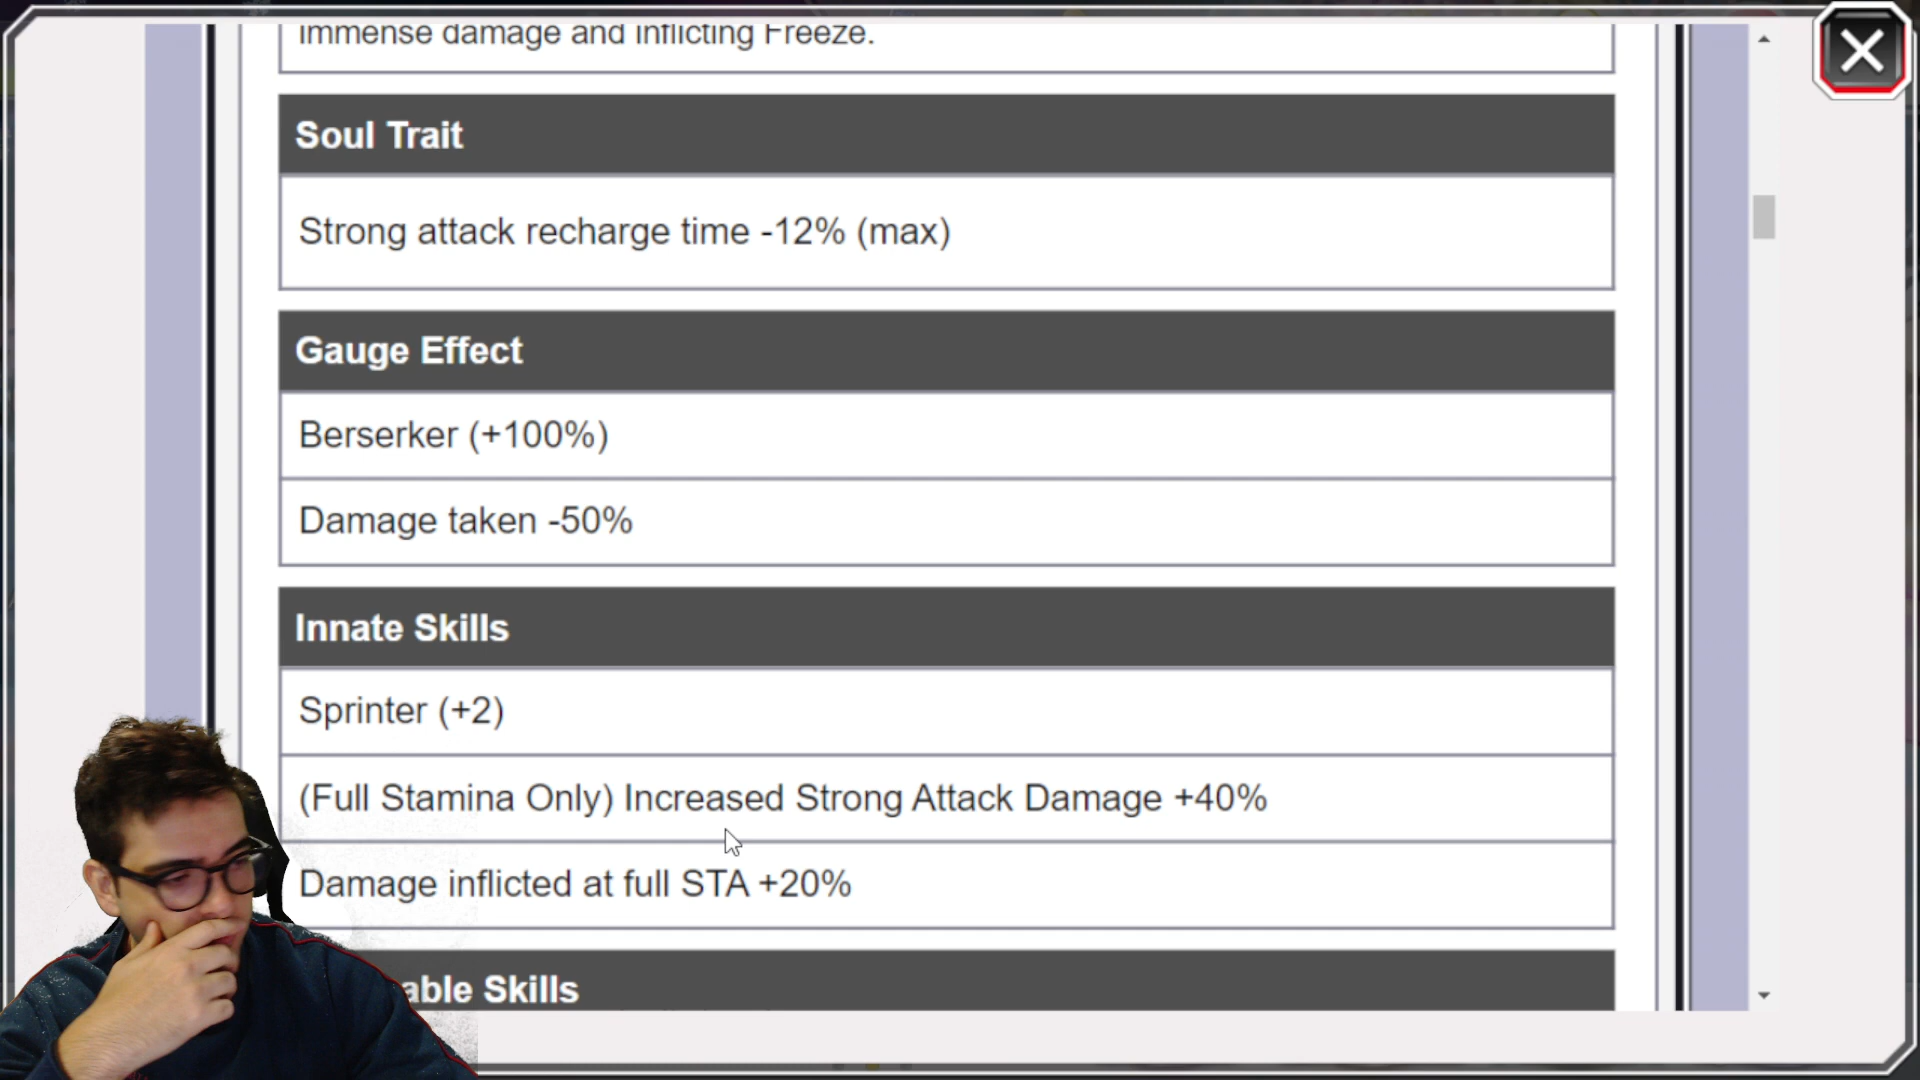 immense damage and inflicting Freeze.
Soul Trait
Strong attack recharge time -12% (max)
Gauge Effect
Berserker (+100%)
Damage taken -50%
Innate Skills
Sprinter (+2)
(Full Stamina Only) Increased Strong Attack Damage +40%
Damage inflicted at full STA +20%
able Skills